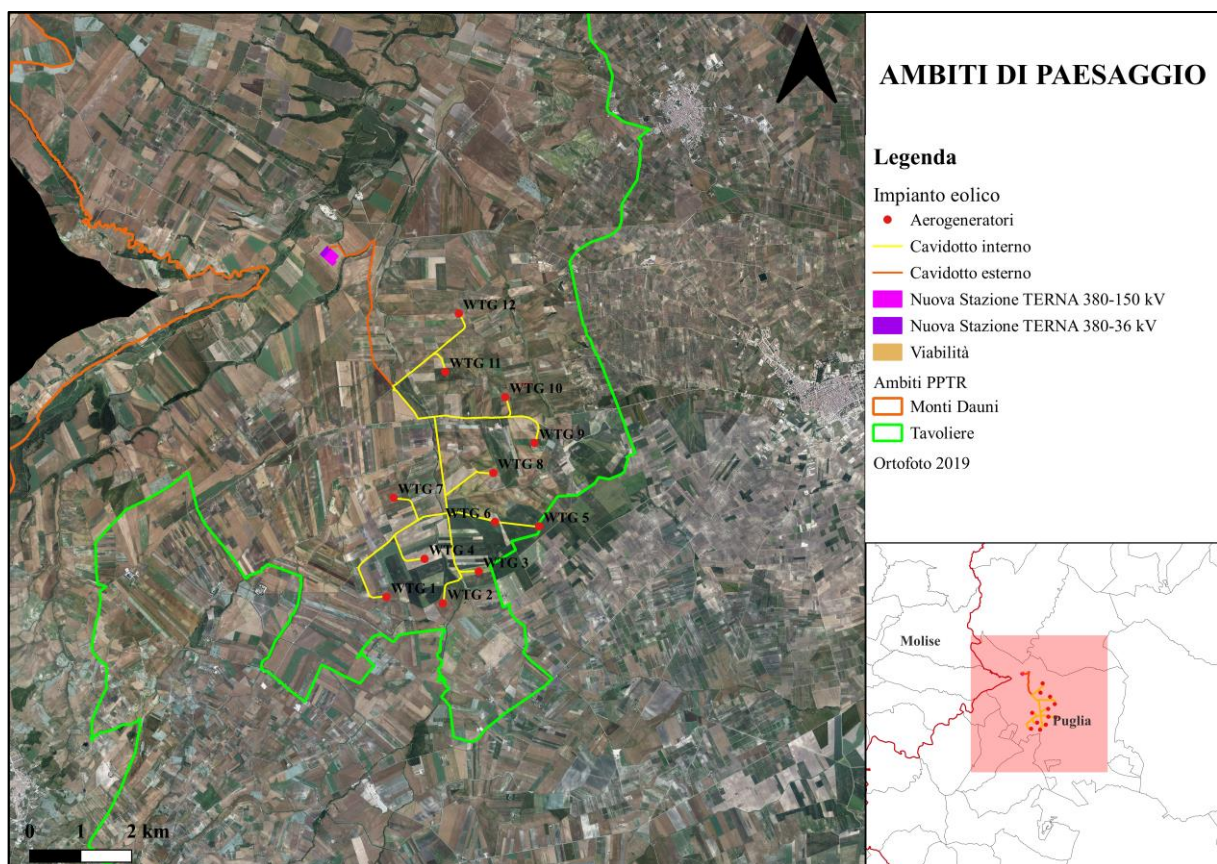 AMBITI DI PAESAGGIO
Legenda
Impianto eolico
Aerogeneratori
Cavidotto interno
Cavidotto esterno
Nuova Stazione TERNA 380-150 kV
Nuova Stazione TERNA 380-36 kV
Viabilità
Ambiti PPTR
Monti Dauni
Tavoliere
Ortofoto 2019
WTG 12
WTG 11
WTG 10
WTG 9
WTG 8
WTG 7
WTG 6
WTG 5
WTG 4
WTG 3
WTG 1
WTG 2
0 1 2 km
Molise
Puglia